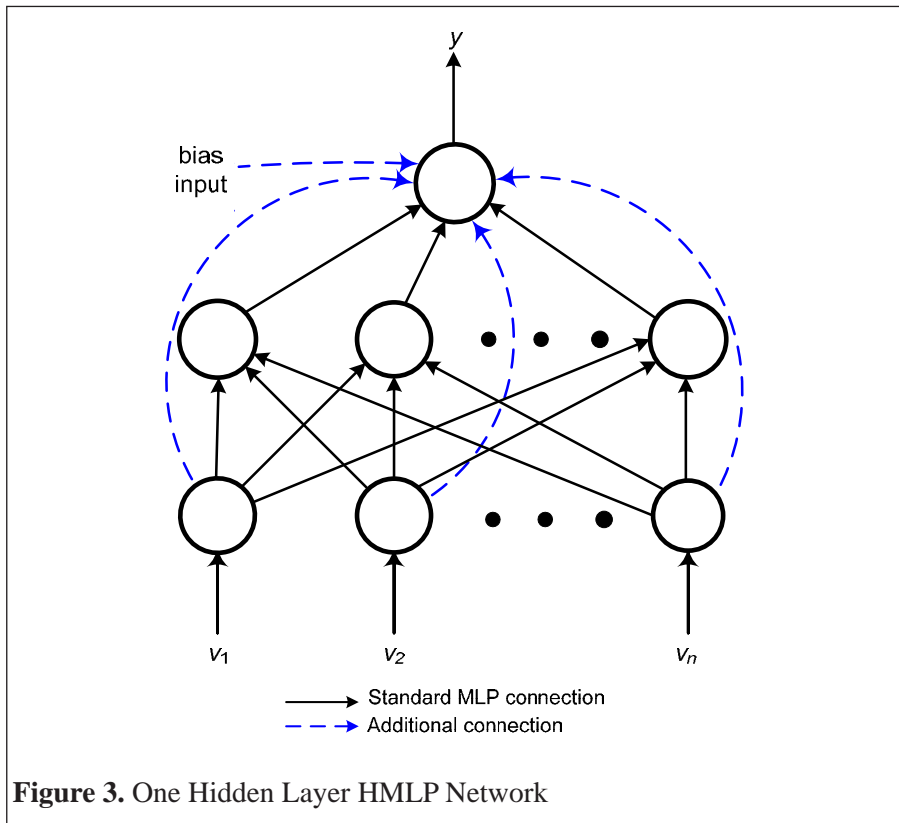 y
bias
input
v1
v2
vn
Standard MLP connection
Additional connection
Figure 3. One Hidden Layer HMLP Network